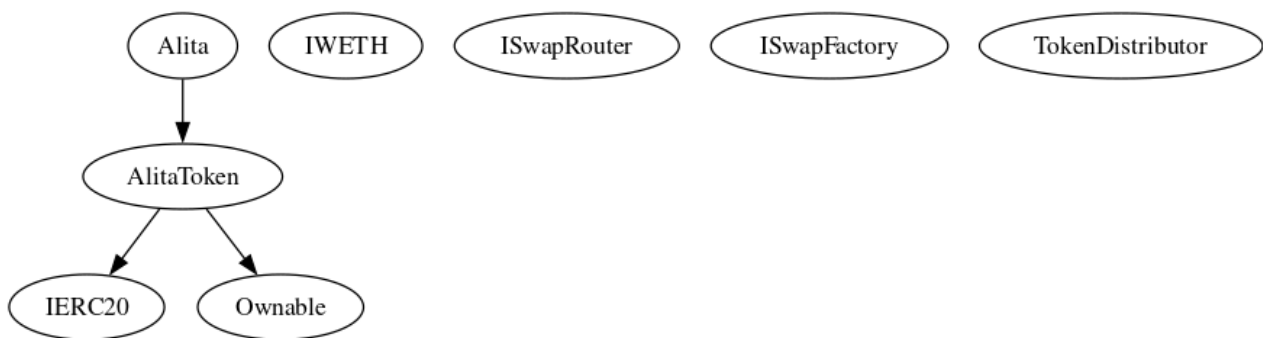 Alita
IWETH
ISwapRouter
ISwapFactory
TokenDistributor
AlitaToken
IERC20
Ownable